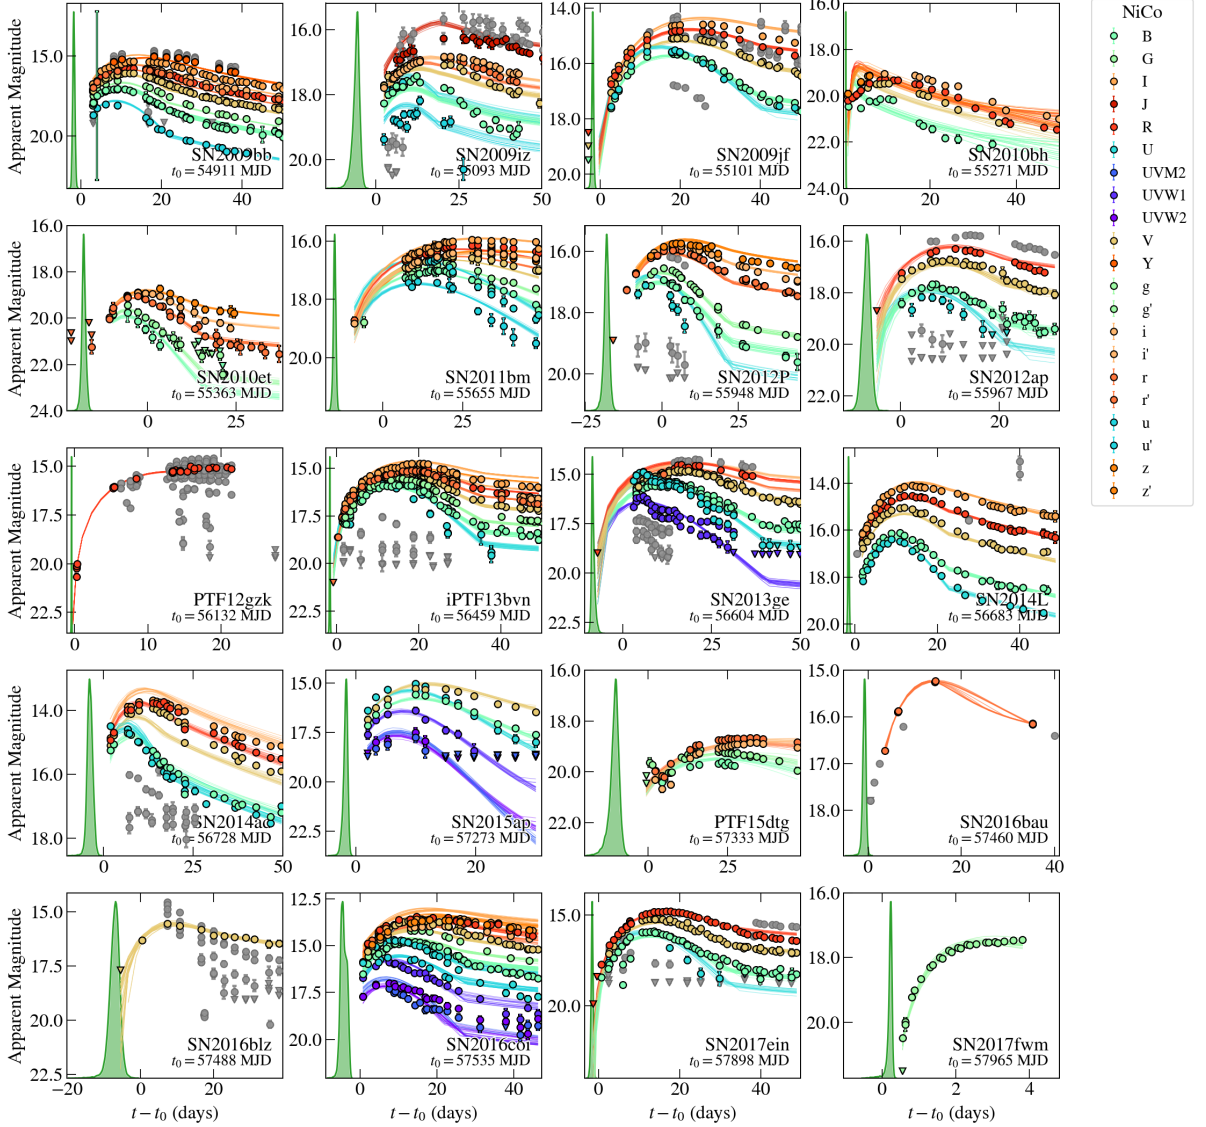 15.0
20.0
Apparent Magnitude
SN2009bb
t₀ = 54911 MJD
0
20
40
16.0
18.0
20.0
SN2009iz
t₀ = 55093 MJD
0
25
50
14.0
16.0
18.0
SN2009jf
t₀ = 55101 MJD
0
20
40
16.0
18.0
20.0
22.0
24.0
SN2010bh
t₀ = 55271 MJD
0
20
40
NiCo
B
G
I
J
R
U
UVM2
UVW1
UVW2
V
Y
g
g'
i
i'
r
r'
u
u'
z
z'
16.0
18.0
20.0
22.0
24.0
Apparent Magnitude
SN2010et
t₀ = 55363 MJD
0
25
16.0
18.0
20.0
SN2011bm
t₀ = 55655 MJD
0
25
50
16.0
18.0
20.0
SN2012P
t₀ = 55948 MJD
−25
0
25
16.0
18.0
20.0
22.0
SN2012ap
t₀ = 55967 MJD
0
20
15.0
17.5
20.0
22.5
Apparent Magnitude
PTF12gzk
t₀ = 56132 MJD
0
10
20
15.0
17.5
20.0
22.5
iPTF13bvn
t₀ = 56459 MJD
0
20
40
15.0
17.5
20.0
22.5
SN2013ge
t₀ = 56604 MJD
0
25
50
14.0
16.0
18.0
20.0
SN2014L
t₀ = 56683 MJD
0
20
40
14.0
16.0
18.0
Apparent Magnitude
SN2014ad
t₀ = 56728 MJD
0
25
50
15.0
17.5
20.0
22.5
SN2015ap
t₀ = 57273 MJD
0
20
16.0
18.0
20.0
22.0
PTF15dtg
t₀ = 57333 MJD
0
25
50
15.0
16.0
17.0
18.0
SN2016bau
t₀ = 57460 MJD
0
20
40
15.0
17.5
20.0
22.5
Apparent Magnitude
SN2016blz
t₀ = 57488 MJD
−20
0
20
t − t₀ (days)
12.5
15.0
17.5
20.0
SN2016coi
t₀ = 57535 MJD
0
20
40
t − t₀ (days)
15.0
20.0
SN2017ein
t₀ = 57898 MJD
0
20
40
t − t₀ (days)
16.0
18.0
20.0
SN2017fwm
t₀ = 57965 MJD
0
2
4
t − t₀ (days)